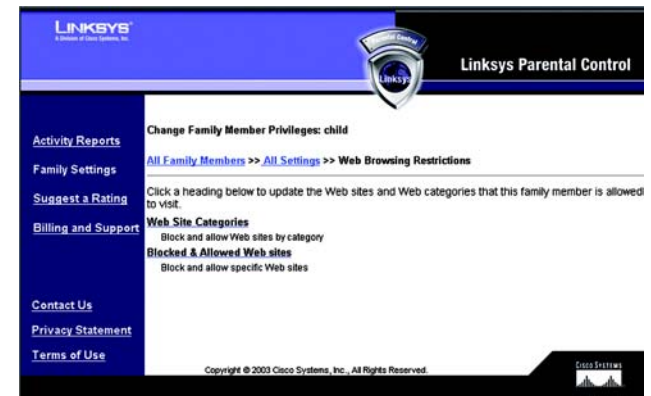 LINKSYS®
A Division of Cisco Systems, Inc.
Parental Control
Linksys
Linksys Parental Control
Activity Reports
Family Settings
Suggest a Rating
Billing and Support
Contact Us
Privacy Statement
Terms of Use
Change Family Member Privileges: child
All Family Members >> All Settings >> Web Browsing Restrictions
Click a heading below to update the Web sites and Web categories that this family member is allowed
to visit.
Web Site Categories
Block and allow Web sites by category
Blocked & Allowed Web sites
Block and allow specific Web sites
Copyright © 2003 Cisco Systems, Inc., All Rights Reserved.
CISCO SYSTEMS